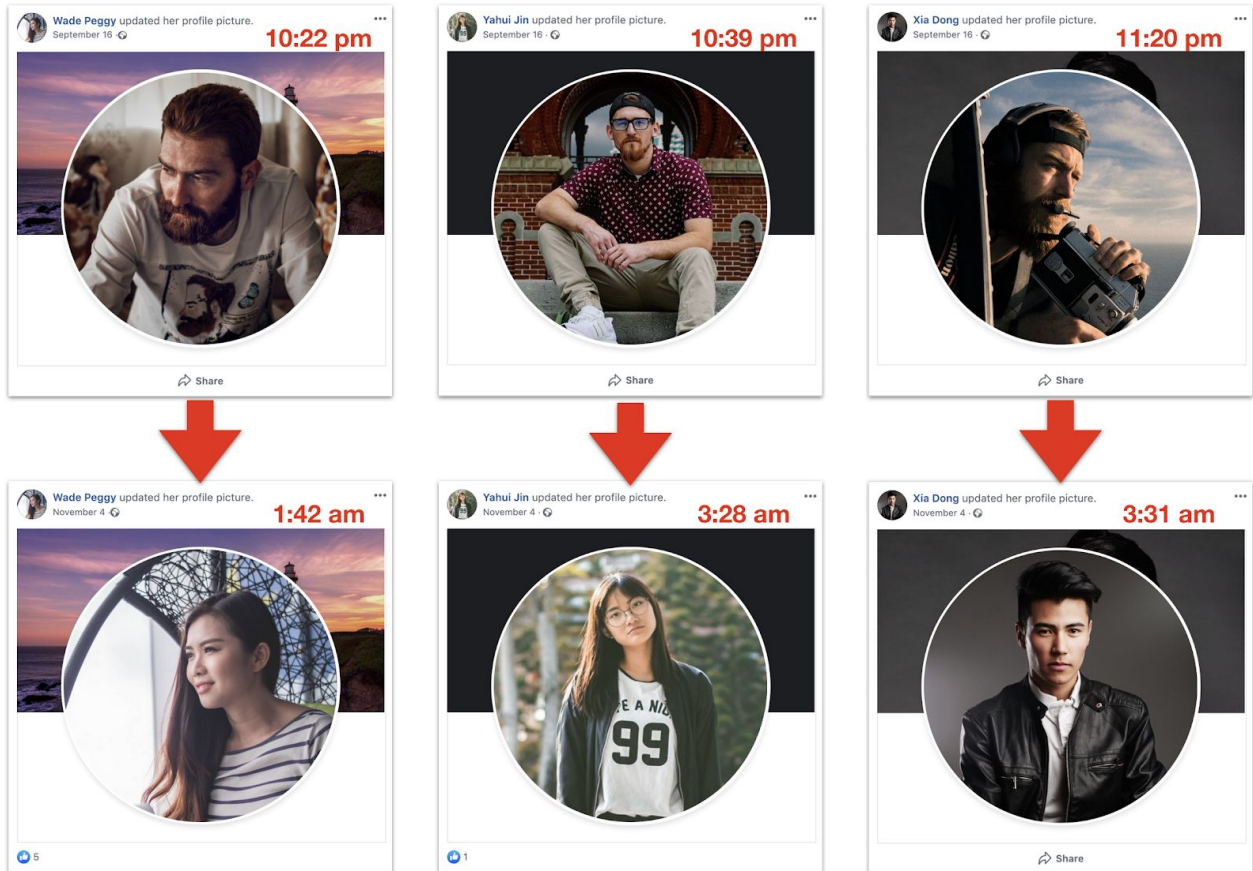 Wade Peggy updated her profile picture.
September 16
10:22 pm
Share
Yahui Jin updated her profile picture.
September 16
10:39 pm
Share
Xia Dong updated her profile picture.
September 16
11:20 pm
Share
Wade Peggy updated her profile picture.
November 4
1:42 am
5
Yahui Jin updated her profile picture.
November 4
3:28 am
99
1
Xia Dong updated her profile picture.
November 4
3:31 am
Share